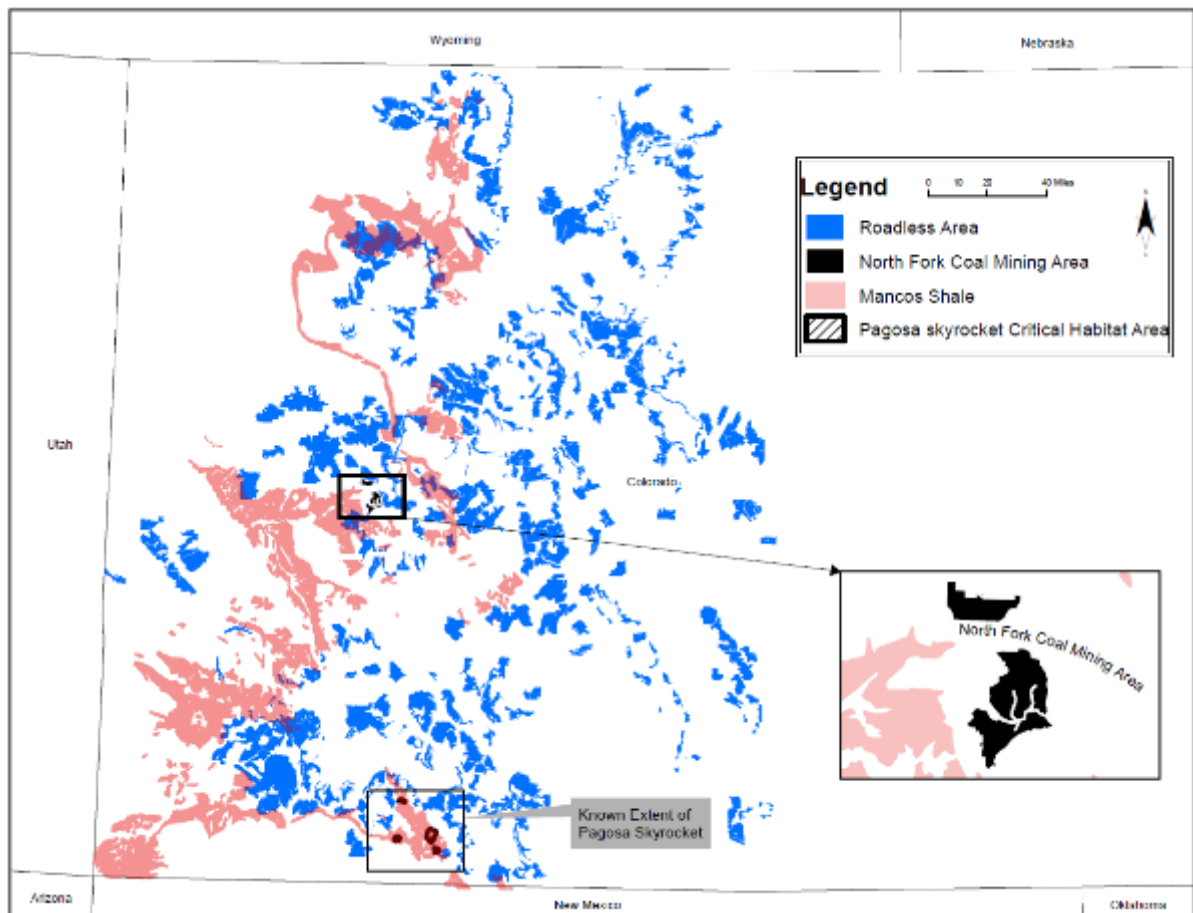 Wyoming
Nebraska
Legend
0 10 20 40 Miles
Roadless Area
North Fork Coal Mining Area
Mancos Shale
Pagosa skyrocket Critical Habitat Area
Utah
Colorado
North Fork Coal Mining Area
Known Extent of
Pagosa Skyrocket
Arizona
New Mexico
Oklahoma